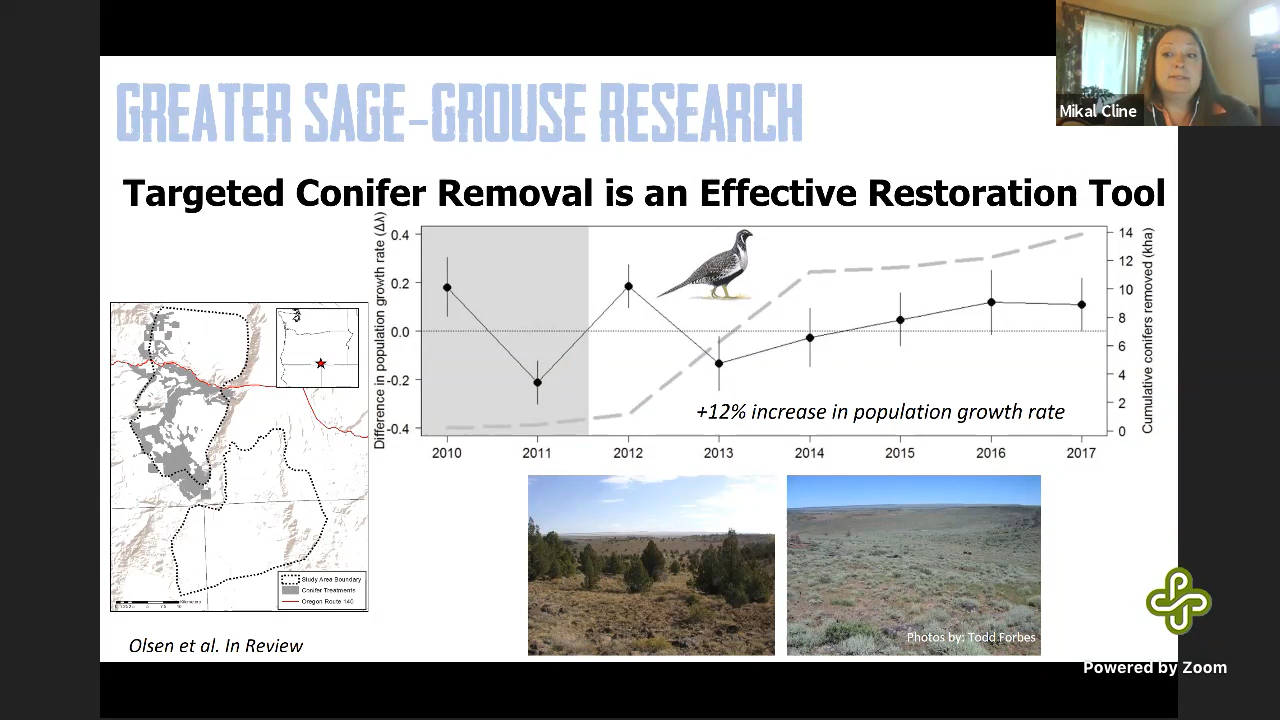 Mikal Cline
GREATER SAGE-GROUSE RESEARCH
Targeted Conifer Removal is an Effective Restoration Tool
Difference in population growth rate (Δλ)
0.4
0.2
0.0
-0.2
-0.4
14
12
10
8
6
4
2
0
Cumulative conifers removed (kha)
+12% increase in population growth rate
2010 2011 2012 2013 2014 2015 2016 2017
Study Area Boundary
Conifer Treatments
Oregon Route 140
Photos by: Todd Forbes
Olsen et al. In Review
Powered by Zoom